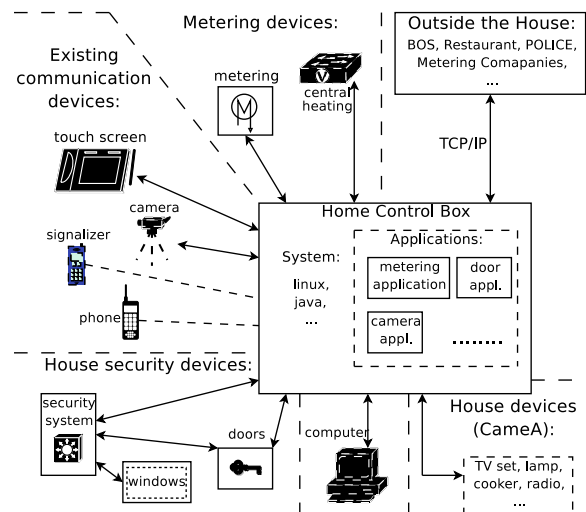 Metering devices:
Outside the House:
BOS, Restaurant, POLICE,
Metering Comapanies,
...
Existing
communication
devices:
metering
M
V
central
heating
touch screen
TCP/IP
camera
signalizer
phone
Home Control Box
System:
linux,
java,
...
Applications:
metering
application
door
appl.
camera
appl.
........
House security devices:
security
system
doors
windows
computer
House devices
(CameA):
TV set, lamp,
cooker, radio,
...